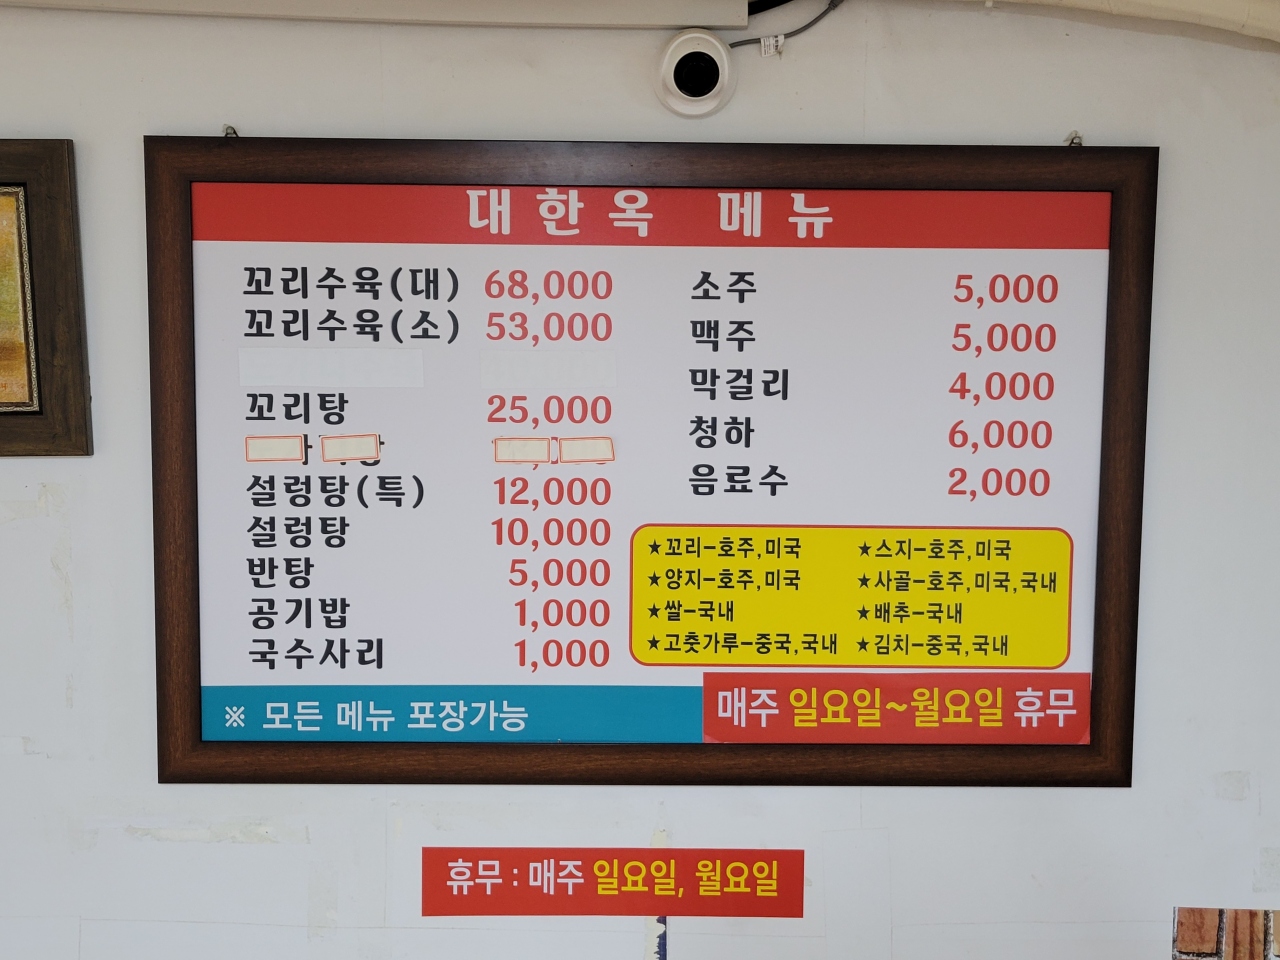 대한옥 메뉴
꼬리수육(대) 68,000
꼬리수육(소) 53,000
꼬리탕 25,000
설렁탕(특) 12,000
설렁탕 10,000
반탕 5,000
공기밥 1,000
국수사리 1,000
소주 5,000
맥주 5,000
막걸리 4,000
청하 6,000
음료수 2,000
★꼬리-호주,미국 ★스지-호주,미국
★양지-호주,미국 ★사골-호주,미국,국내
★쌀-국내 ★배추-국내
★고춧가루-중국,국내 ★김치-중국,국내
※ 모든 메뉴 포장가능
매주 일요일~월요일 휴무
휴무 : 매주 일요일, 월요일